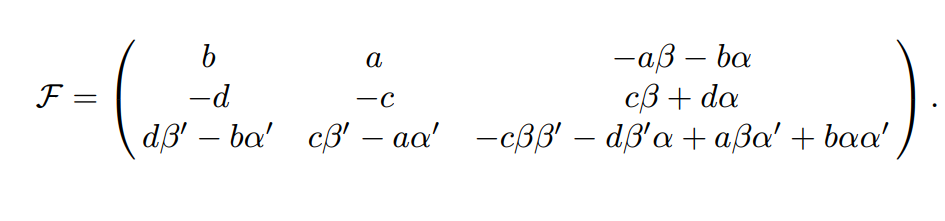 b a −aβ − bα
F = −d −c cβ + dα .
dβ′ − bα′ cβ′ − aα′ −cββ′ − dβ′α + aβα′ + bαα′